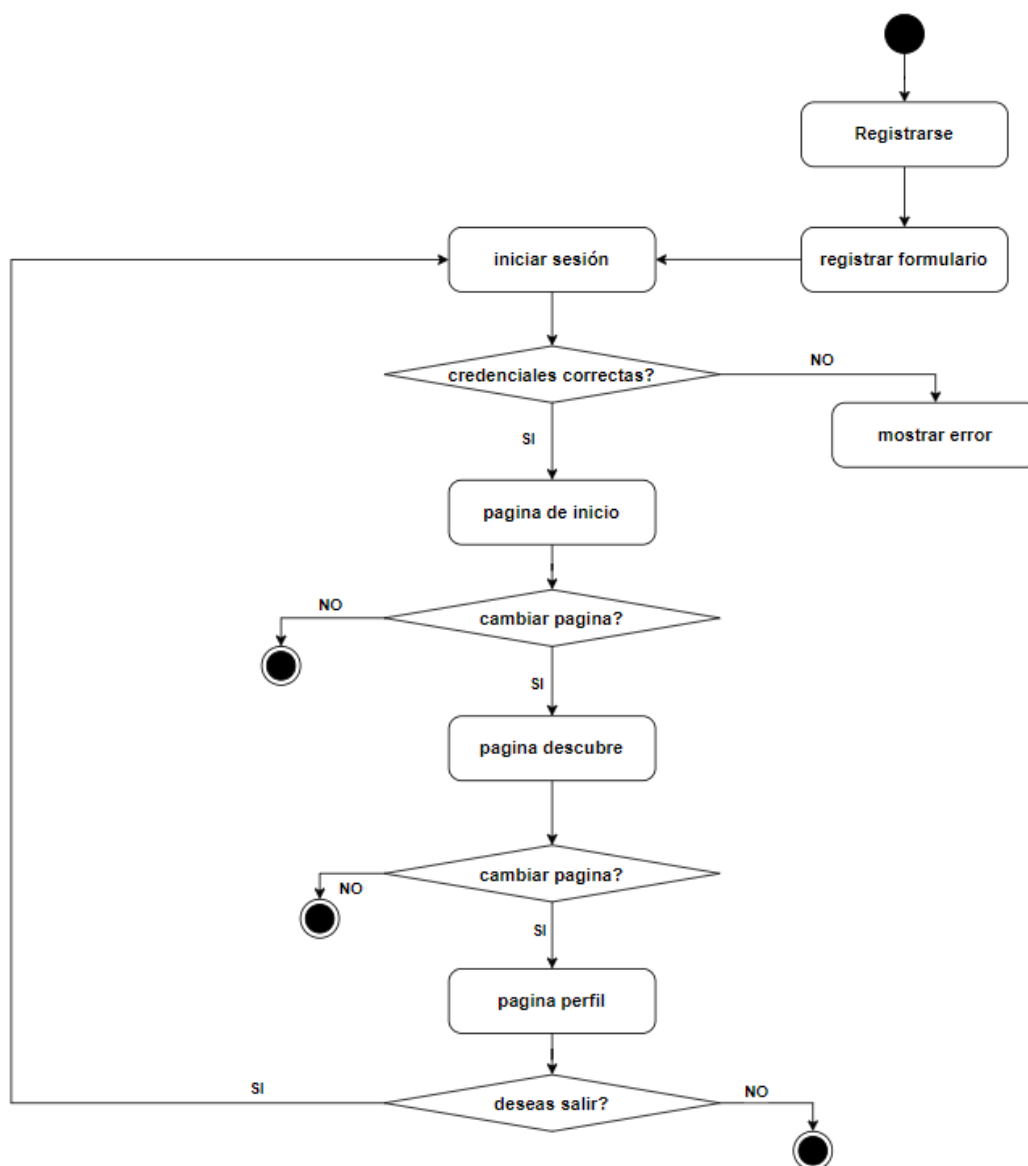 Registrarse
iniciar sesión
registrar formulario
credenciales correctas?
NO
mostrar error
SI
pagina de inicio
NO
cambiar pagina?
SI
pagina descubre
cambiar pagina?
NO
SI
pagina perfil
SI
deseas salir?
NO